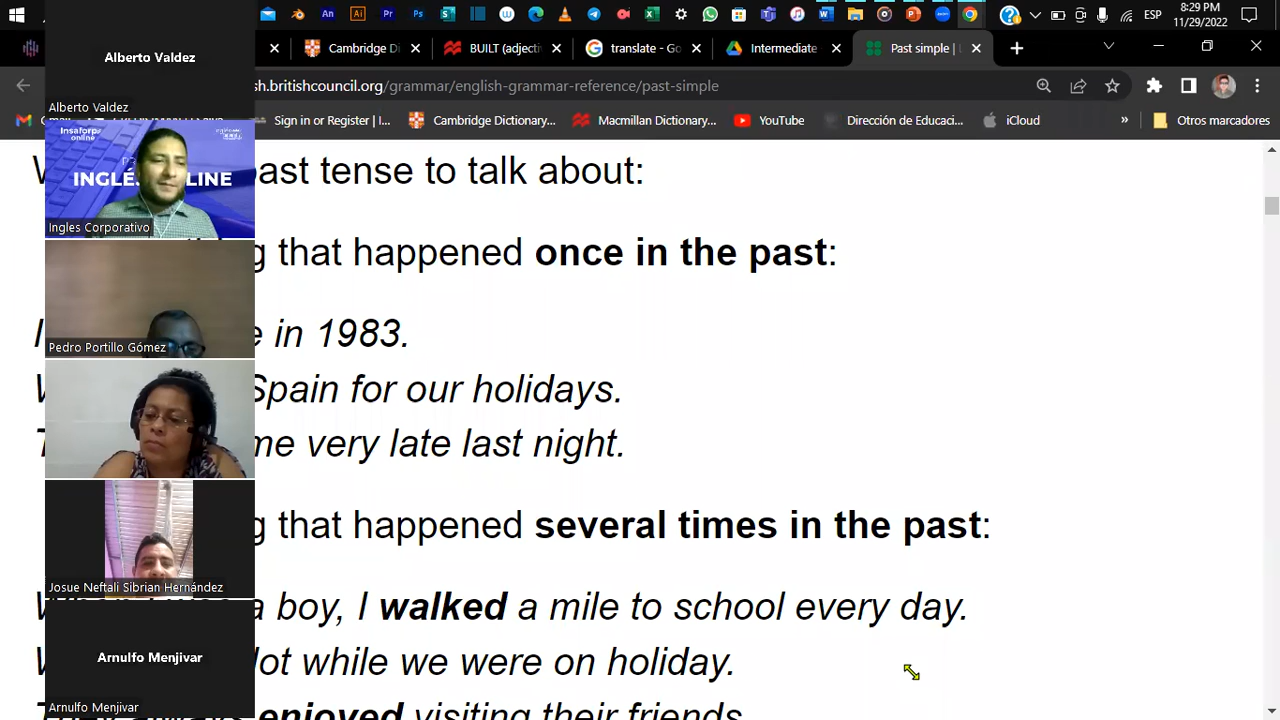 8:29 PM
ESP
11/29/2022
Cambridge Di
BUILT (adjecti
translate - Go
Intermediate
Past simple | L
sh.britishcouncil.org/grammar/english-grammar-reference/past-simple
Sign in or Register | I...
Cambridge Dictionary...
Macmillan Dictionary...
YouTube
Dirección de Educaci...
iCloud
»
Otros marcadores
Alberto Valdez
Alberto Valdez
Insaforp online
INGLÉS ONLINE
Ingles Corporativo
Pedro Portillo Gómez
Josue Neftali Sibrian Hernández
Arnulfo Menjivar
Arnulfo Menjivar
past tense to talk about:
that happened once in the past:
in 1983.
Spain for our holidays.
very late last night.
that happened several times in the past:
a boy, I walked a mile to school every day.
lot while we were on holiday.
enjoyed visiting their friends.